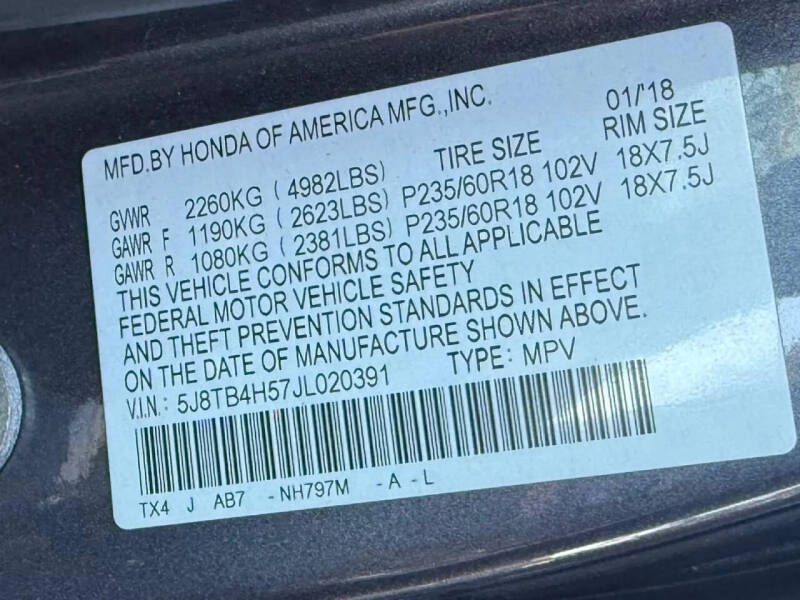 MFD.BY HONDA OF AMERICA MFG.,INC. 01/'18
TIRE SIZE RIM SIZE
GVWR 2260KG ( 4982LBS)
GAWR F 1190KG ( 2623LBS) P235/60R18 102V 18X7.5J
GAWR R 1080KG ( 2381LBS) P235/60R18 102V 18X7.5J
THIS VEHICLE CONFORMS TO ALL APPLICABLE
FEDERAL MOTOR VEHICLE SAFETY
AND THEFT PREVENTION STANDARDS IN EFFECT
ON THE DATE OF MANUFACTURE SHOWN ABOVE.
V.I.N.: 5J8TB4H57JL020391 TYPE: MPV
TX4 J AB7 -NH797M -A -L